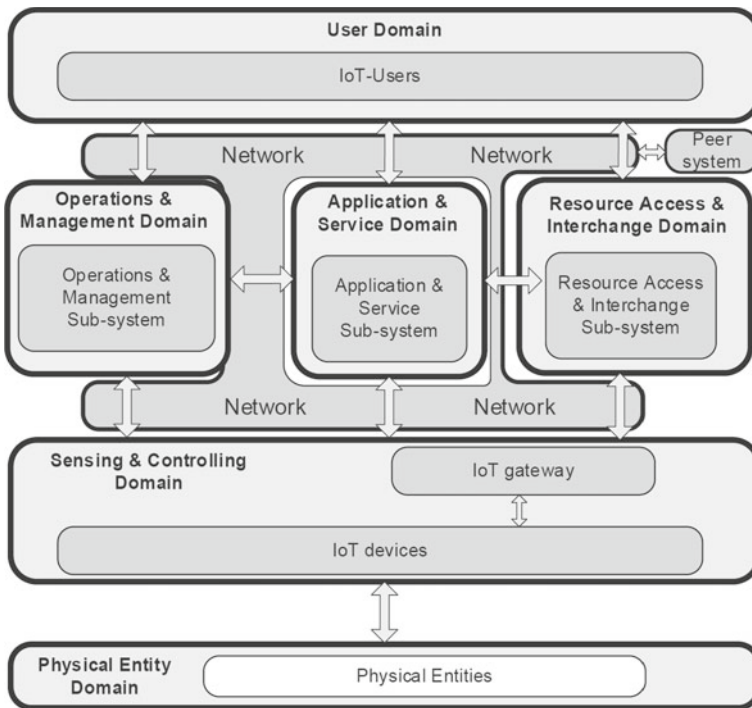 User Domain
IoT-Users
Network
Network
Peer
system
Operations &
Management Domain
Operations &
Management
Sub-system
Application &
Service Domain
Application &
Service
Sub-system
Resource Access &
Interchange Domain
Resource Access
& Interchange
Sub-system
Network
Network
Sensing & Controlling
Domain
IoT gateway
IoT devices
Physical Entity
Domain
Physical Entities